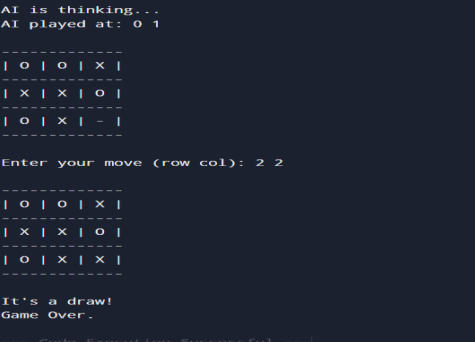 AI is thinking...
AI played at: 0 1
-------------
| O | O | X |
-------------
| X | X | O |
-------------
| O | X | - |
-------------
Enter your move (row col): 2 2
-------------
| O | O | X |
-------------
| X | X | O |
-------------
| O | X | X |
-------------
It's a draw!
Game Over.